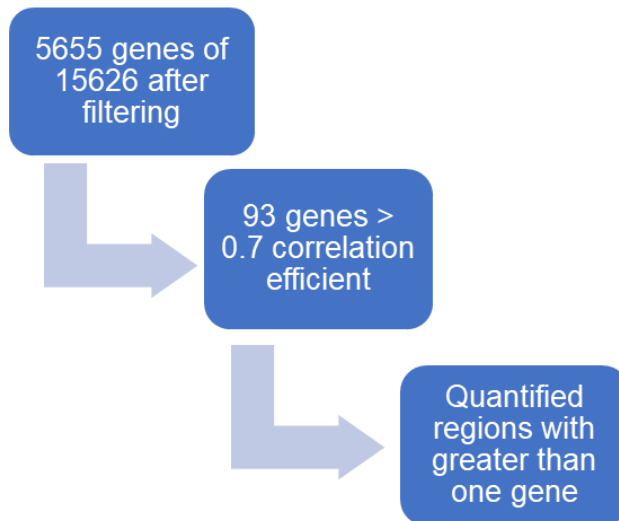 5655 genes of
15626 after
filtering
93 genes >
0.7 correlation
efficient
Quantified
regions with
greater than
one gene